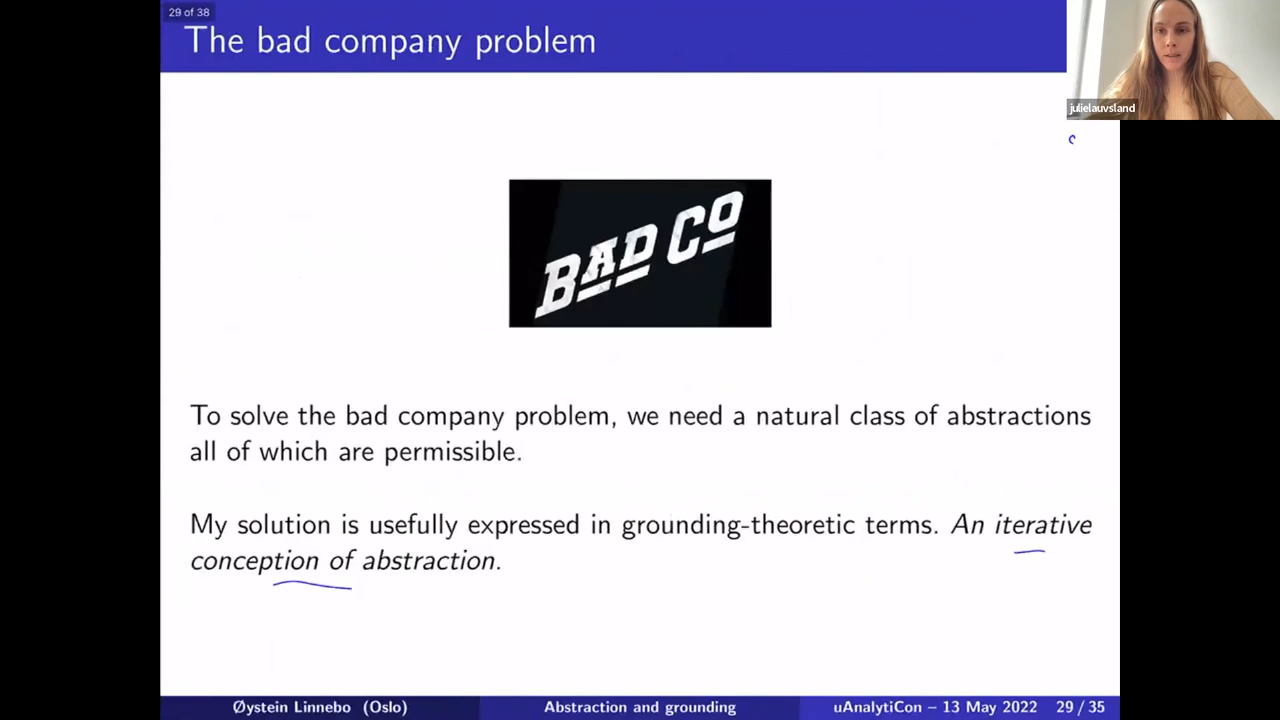 29 of 38
The bad company problem
julielauvsland
BAD CO
To solve the bad company problem, we need a natural class of abstractions
all of which are permissible.
My solution is usefully expressed in grounding-theoretic terms. An iterative
conception of abstraction.
Øystein Linnebo (Oslo) Abstraction and grounding uAnalytiCon – 13 May 2022 29 / 35